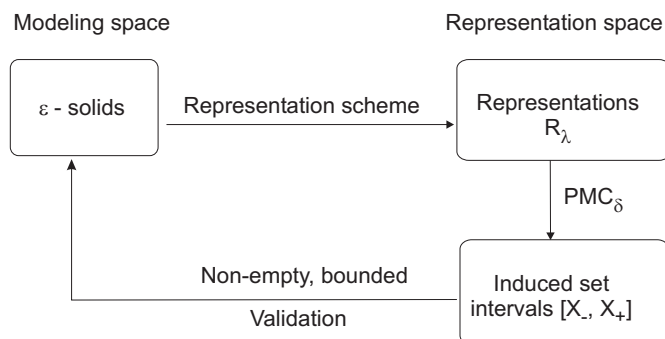 Modeling space
Representation space
ε - solids
Representation scheme
Representations
R_λ
PMC_δ
Non-empty, bounded
Validation
Induced set
intervals [X_-, X_+]